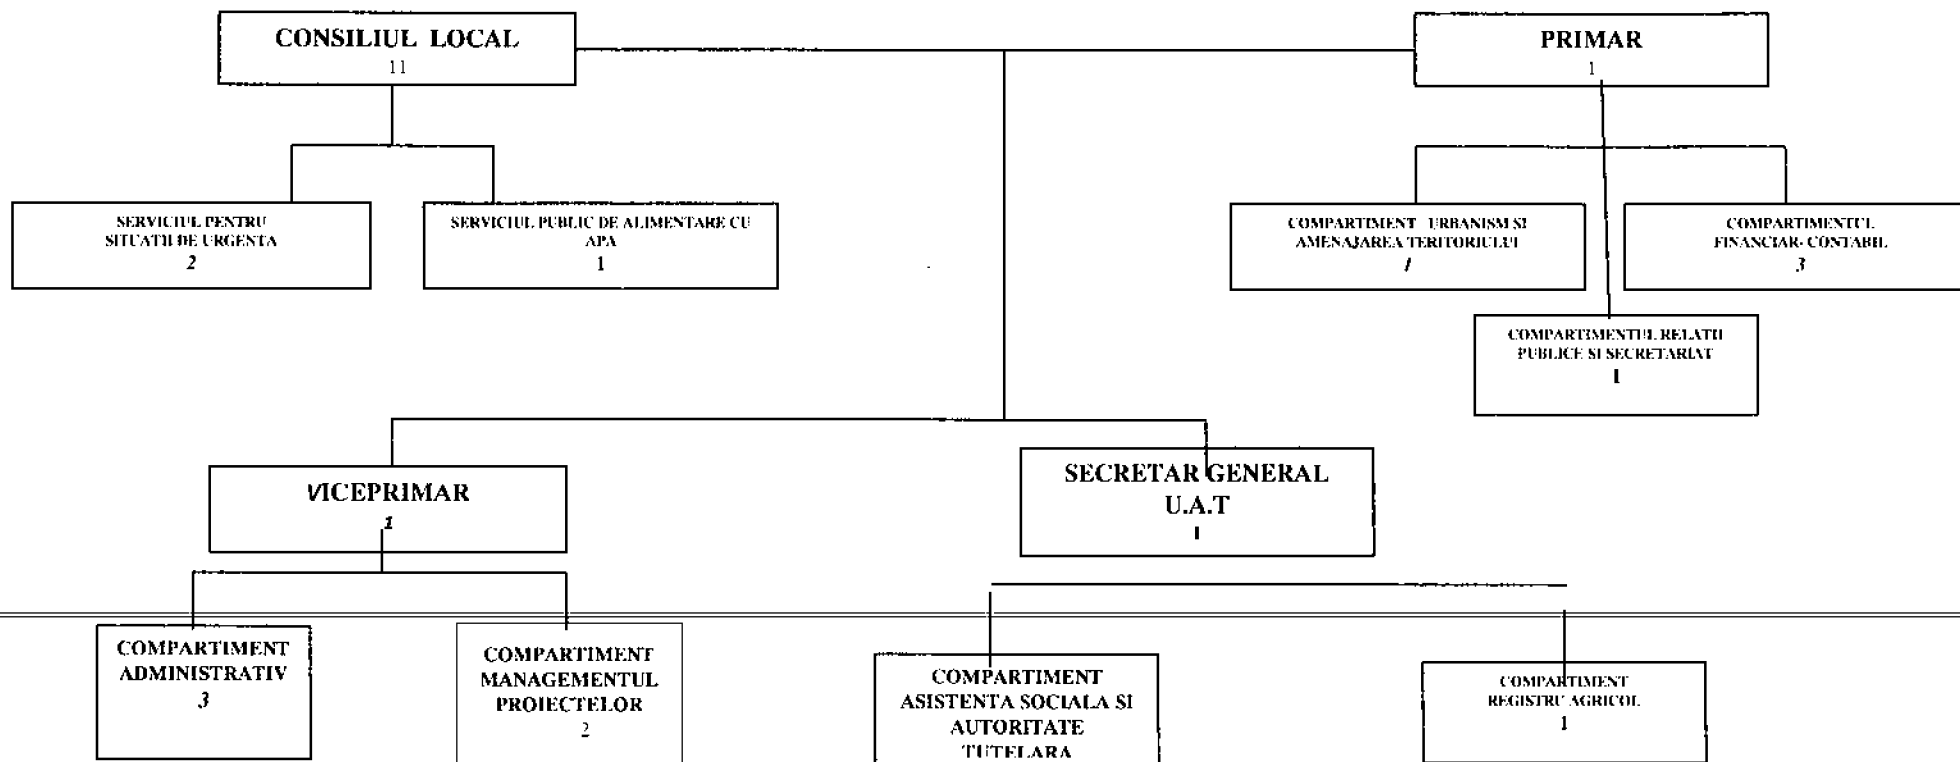 CONSILIUL LOCAL
11
PRIMAR
1
SERVICIUL PENTRU
SITUATII DE URGENTA
2
SERVICIUL PUBLIC DE ALIMENTARE CU
APA
1
COMPARTIMENT URBANISM SI
AMENAJAREA TERITORIULUI
1
COMPARTIMENTUL
FINANCIAR- CONTABIL
3
COMPARTIMENTUL RELATII
PUBLICE SI SECRETARIAT
1
VICEPRIMAR
1
SECRETAR GENERAL
U.A.T
1
COMPARTIMENT
ADMINISTRATIV
3
COMPARTIMENT
MANAGEMENTUL
PROIECTELOR
2
COMPARTIMENT
ASISTENTA SOCIALA SI
AUTORITATE
TUTELARA
COMPARTIMENT
REGISTRU AGRICOL
1